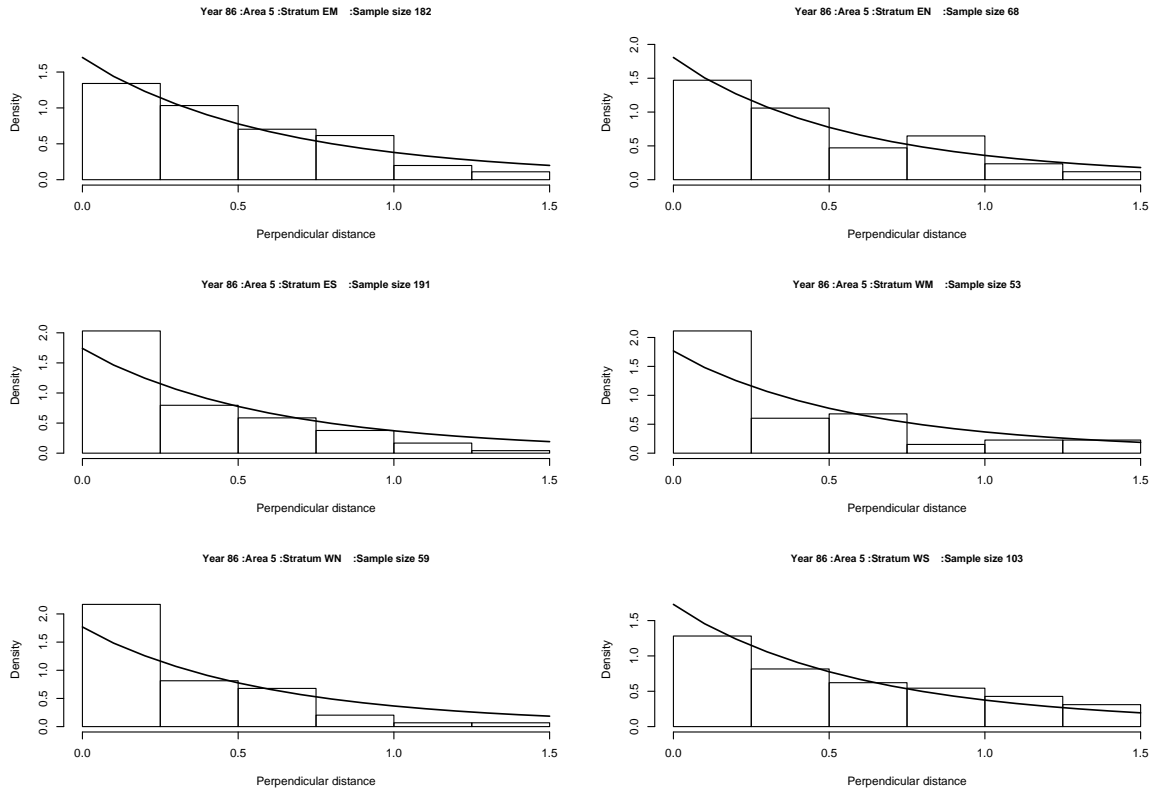 Year 86 :Area 5 :Stratum EM :Sample size 182
Density
0.0 0.5 1.0 1.5
0.0 0.5 1.0 1.5
Perpendicular distance
Year 86 :Area 5 :Stratum EN :Sample size 68
Density
0.0 0.5 1.0 1.5 2.0
0.0 0.5 1.0 1.5
Perpendicular distance
Year 86 :Area 5 :Stratum ES :Sample size 191
Density
0.0 0.5 1.0 1.5 2.0
0.0 0.5 1.0 1.5
Perpendicular distance
Year 86 :Area 5 :Stratum WM :Sample size 53
Density
0.0 0.5 1.0 1.5 2.0
0.0 0.5 1.0 1.5
Perpendicular distance
Year 86 :Area 5 :Stratum WN :Sample size 59
Density
0.0 0.5 1.0 1.5 2.0
0.0 0.5 1.0 1.5
Perpendicular distance
Year 86 :Area 5 :Stratum WS :Sample size 103
Density
0.0 0.5 1.0 1.5
0.0 0.5 1.0 1.5
Perpendicular distance